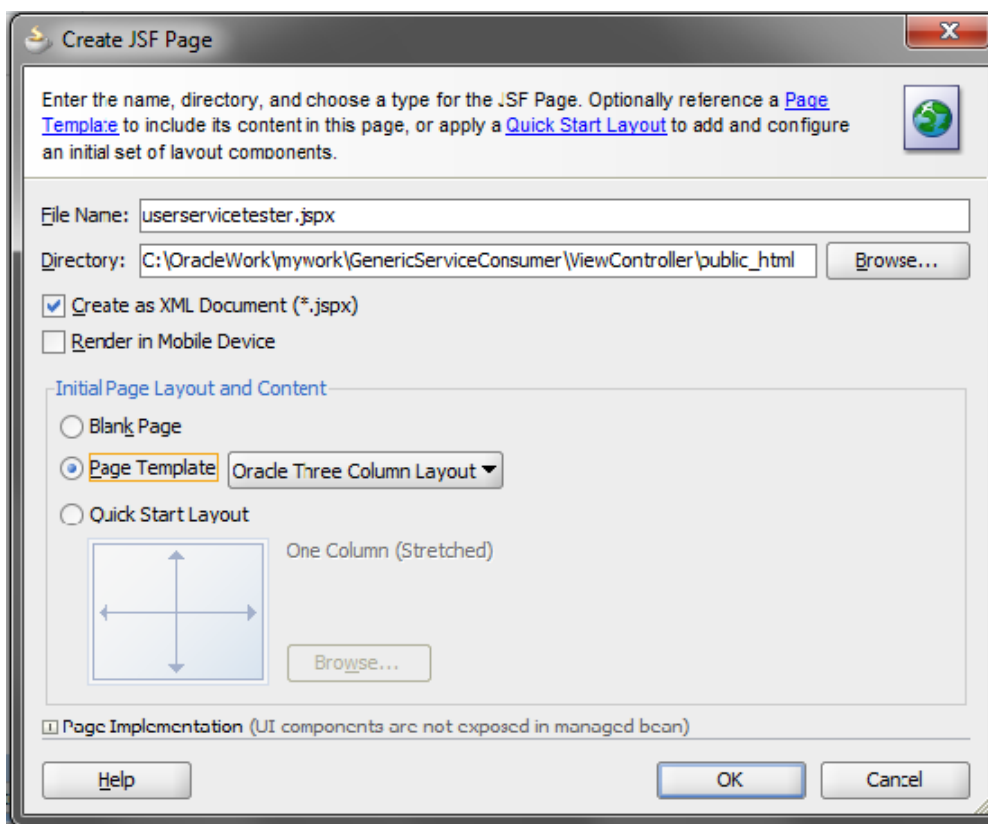 Create JSF Page
Enter the name, directory, and choose a type for the JSF Page. Optionally reference a Page
Template to include its content in this page, or apply a Quick Start Layout to add and configure
an initial set of layout components.
File Name: userservicetester.jspx
Directory: C:\OracleWork\mywork\GenericServiceConsumer\ViewController\public_html Browse...
Create as XML Document (*.jspx)
Render in Mobile Device
Initial Page Layout and Content
Blank Page
Page Template Oracle Three Column Layout
Quick Start Layout
One Column (Stretched)
Browse...
Page Implementation (UI components are not exposed in managed bean)
Help OK Cancel